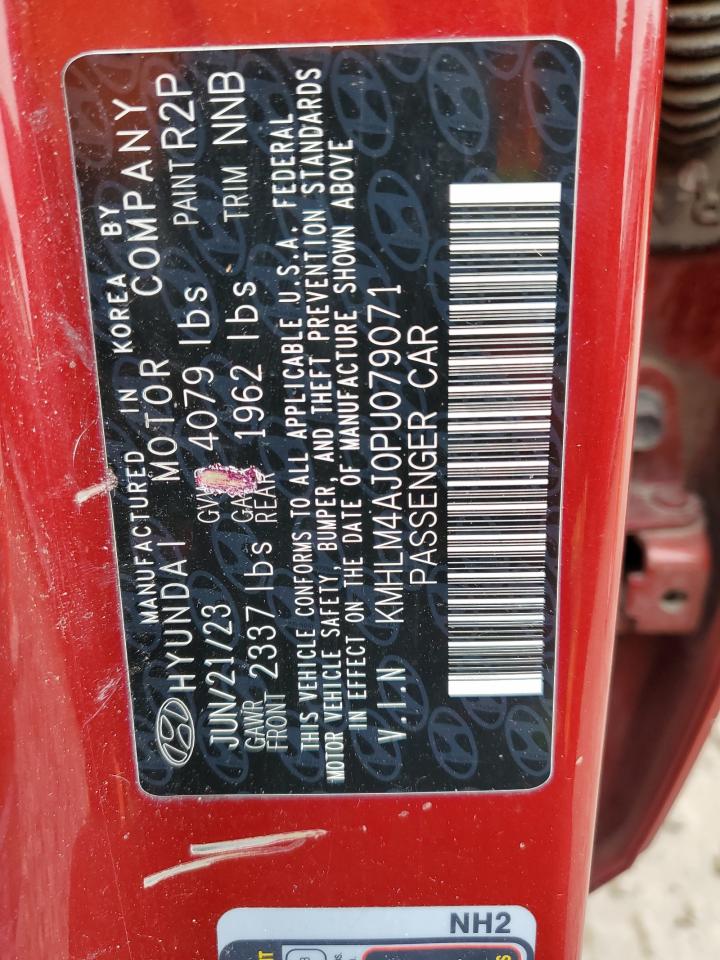 MANUFACTURED IN KOREA BY
HYUNDAI MOTOR COMPANY
JUN/21/23 4079 lbs PAINT R2P
GAWR FRONT 2337 lbs REAR 1962 lbs TRIM NNB
THIS VEHICLE CONFORMS TO ALL APPLICABLE U.S.A. FEDERAL
MOTOR VEHICLE SAFETY, BUMPER, AND THEFT PREVENTION STANDARDS
IN EFFECT ON THE DATE OF MANUFACTURE SHOWN ABOVE
V.I.N KMHLM4AJ0PU079071
PASSENGER CAR
NH2